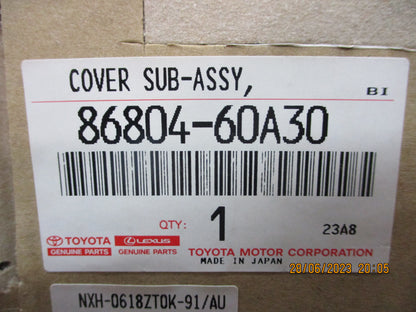 COVER SUB-ASSY,
BI
86804-60A30
QTY: 1 23A8
TOYOTA LEXUS TOYOTA MOTOR CORPORATION
GENUINE PARTS GENUINE PARTS MADE IN JAPAN
29/06/2023 20:05
NXH-0618ZTOK-91/AU